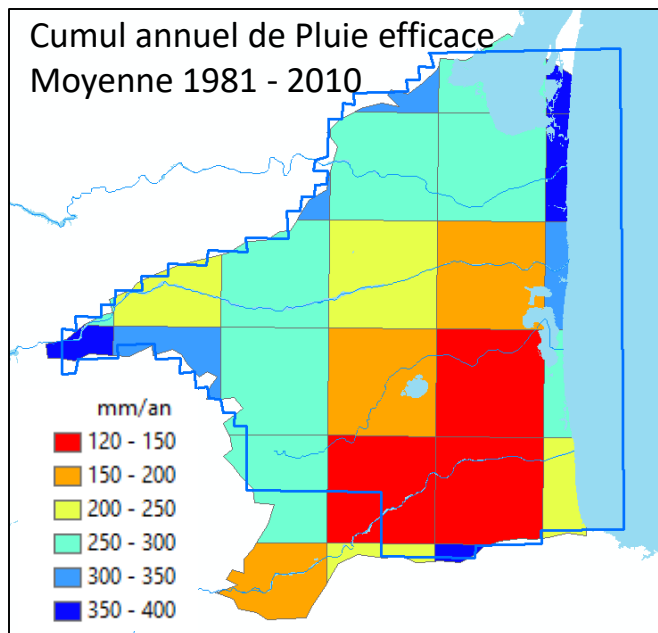 Cumul annuel de Pluie efficace
Moyenne 1981 - 2010
mm/an
120 - 150
150 - 200
200 - 250
250 - 300
300 - 350
350 - 400